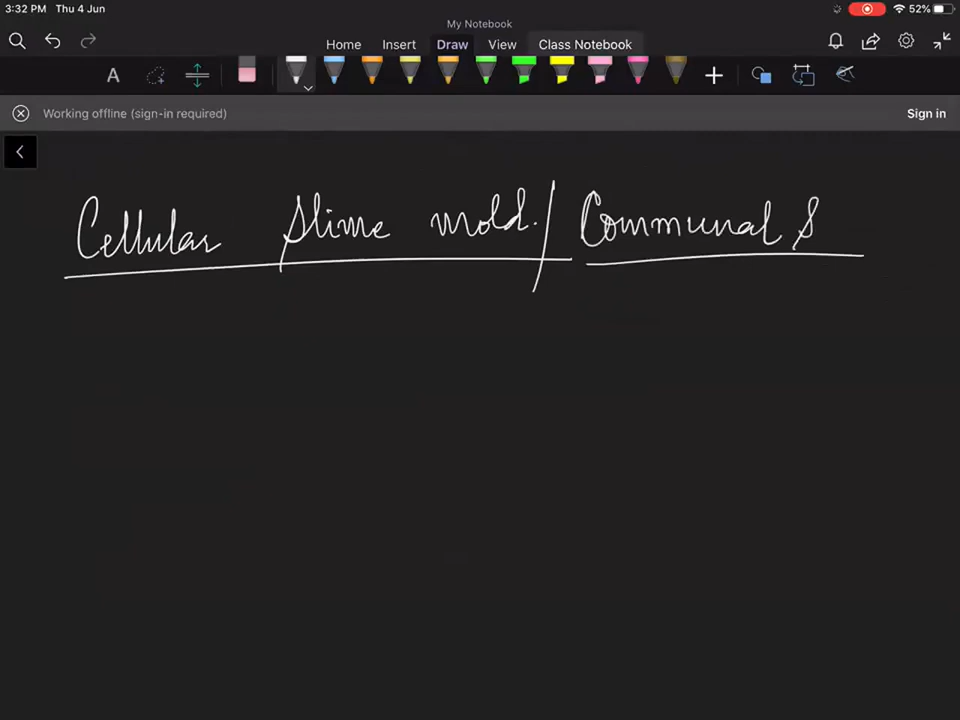 3:32 PM Thu 4 Jun 52%
My Notebook
Home Insert Draw View Class Notebook
A
Working offline (sign-in required) Sign in
Cellular Slime mold. / Communal S